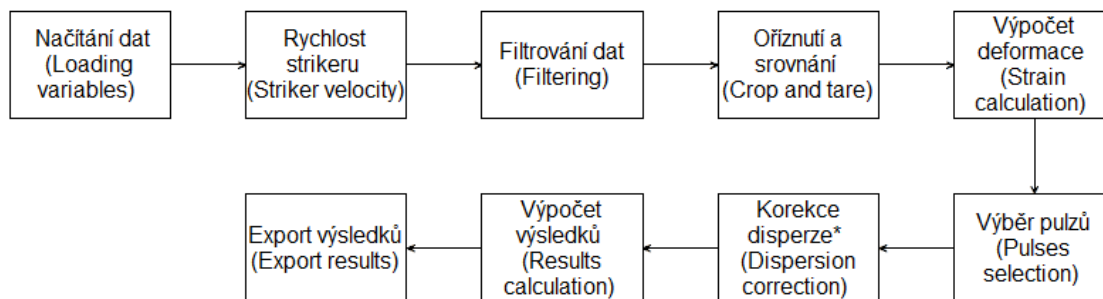 Načítání dat
(Loading
variables)
Rychlost
strikeru
(Striker velocity)
Filtrování dat
(Filtering)
Oříznutí a
srovnání
(Crop and tare)
Výpočet
deformace
(Strain
calculation)
Výběr pulzů
(Pulses
selection)
Korekce
disperze*
(Dispersion
correction)
Výpočet
výsledků
(Results
calculation)
Export výsledků
(Export results)